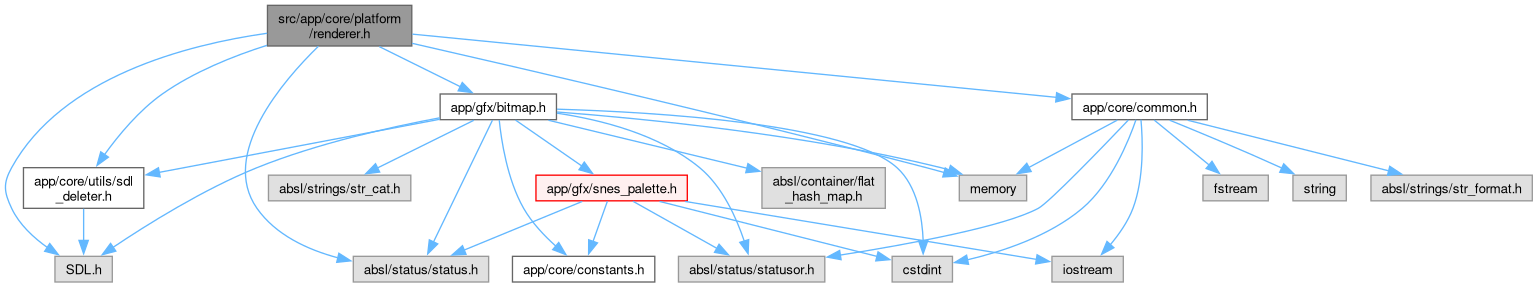 src/app/core/platform
/renderer.h
app/gfx/bitmap.h
app/core/common.h
app/core/utils/sdl
_deleter.h
absl/strings/str_cat.h
app/gfx/snes_palette.h
absl/container/flat
_hash_map.h
memory
fstream
string
absl/strings/str_format.h
SDL.h
absl/status/status.h
app/core/constants.h
absl/status/statusor.h
cstdint
iostream